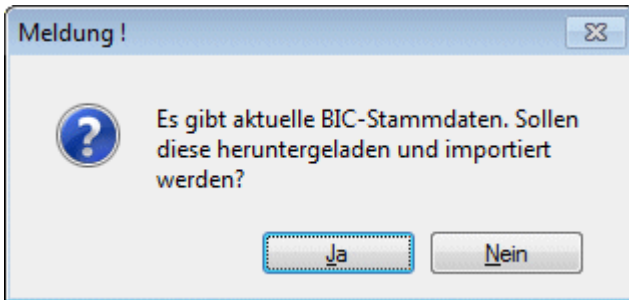 Meldung !
Es gibt aktuelle BIC-Stammdaten. Sollen
diese heruntergeladen und importiert
werden?
Ja
Nein